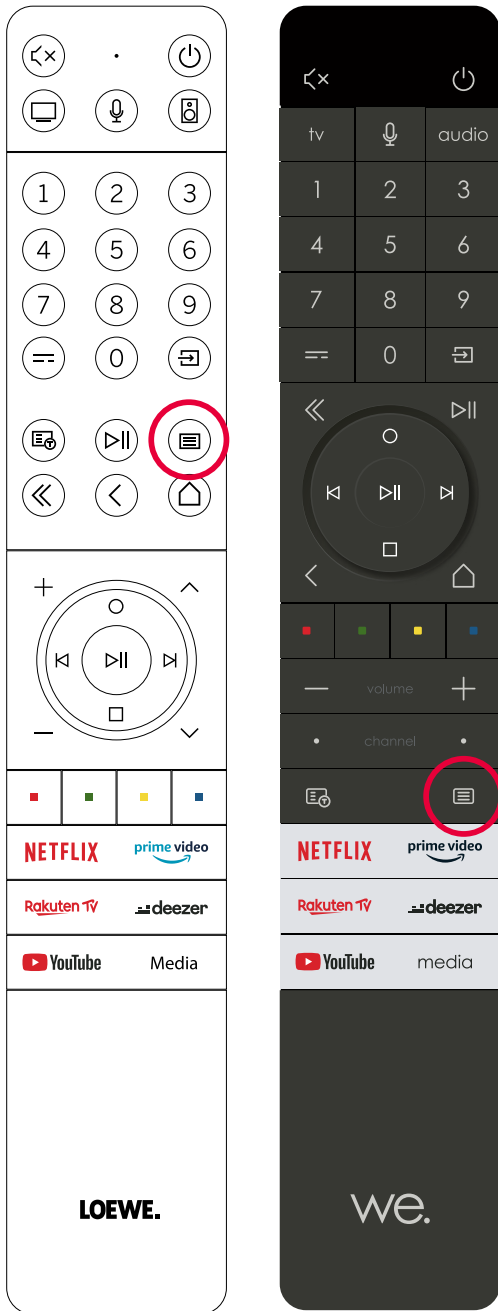 1 2 3
4 5 6
7 8 9
0
T
NETFLIX prime video
Rakuten TV deezer
YouTube Media
LOEWE.
tv audio
1 2 3
4 5 6
7 8 9
0
volume
channel
T
NETFLIX prime video
Rakuten TV deezer
YouTube media
we.